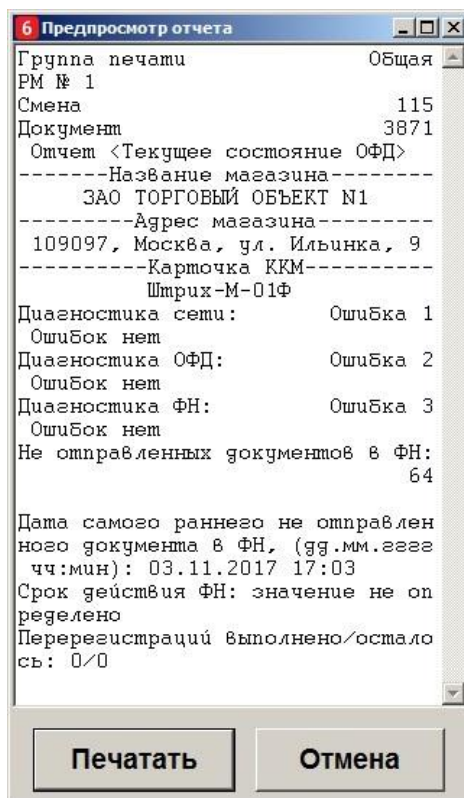 6 Предпросмотр отчета
Группа печати Общая
РМ № 1
Смена 115
Документ 3871
Отчет <Текущее состояние ОФД>
-------Название магазина-------
ЗАО ТОРГОВЫЙ ОБЪЕКТ N1
---------Адрес магазина---------
109097, Москва, ул. Ильинка, 9
----------Карточка ККМ----------
Штрих-М-01Ф
Диагностика сети: Ошибка 1
Ошибок нет
Диагностика ОФД: Ошибка 2
Ошибок нет
Диагностика ФН: Ошибка 3
Ошибок нет
Не отправленных документов в ФН:
64
Дата самого раннего не отправлен
ного документа в ФН, (дд.мм.гггг
чч:мин): 03.11.2017 17:03
Срок действия ФН: значение не оп
ределено
Перерегистраций выполнено/остало
сь: 0/0
Печатать Отмена